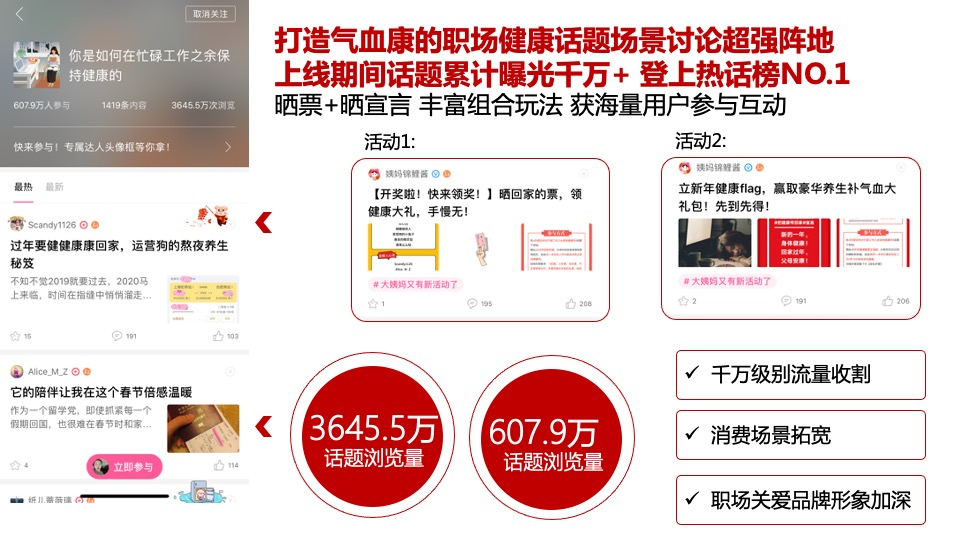 取消关注
你是如何在忙碌工作之余保
持健康的
607.9万人参与
1419条内容
3645.5万次浏览
快来参与！专属达人头像框等你拿！
最热
最新
Scandy1126
过年要健健康康回家，运营狗的熬夜养生
秘笈
不知不觉2019就要过去，2020马
上来临，时间在指缝中悄悄溜走...
15
191
103
Alice_M_Z
它的陪伴让我在这个春节倍感温暖
作为一个留学党，即使抓紧每一个
假期回国，也很难在春节时和家...
4
立即参与
114
打造气血康的职场健康话题场景讨论超强阵地
上线期间话题累计曝光千万+ 登上热话榜NO.1
晒票+晒宣言 丰富组合玩法 获海量用户参与互动
活动1:
姨妈锦鲤酱
【开奖啦！快来领奖！】晒回家的票，领
健康大礼，手慢无！
Scandy1126
Alice_M_Z
# 大姨妈又有新活动了
1
195
208
活动2:
姨妈锦鲤酱
立新年健康flag，赢取豪华养生补气血大
礼包！先到先得！
新的一年，
身体健康！
回家过年，
父母安康！
# 大姨妈又有新活动了
2
191
206
3645.5万
话题浏览量
607.9万
话题浏览量
✓ 千万级别流量收割
✓ 消费场景拓宽
✓ 职场关爱品牌形象加深